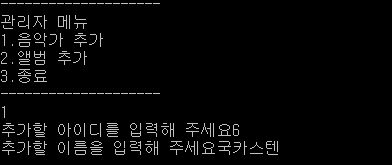 --------------------
관리자 메뉴
1.음악가 추가
2.앨범 추가
3.종료
--------------------
1
추가할 아이디를 입력해 주세요6
추가할 이름을 입력해 주세요국카스텐